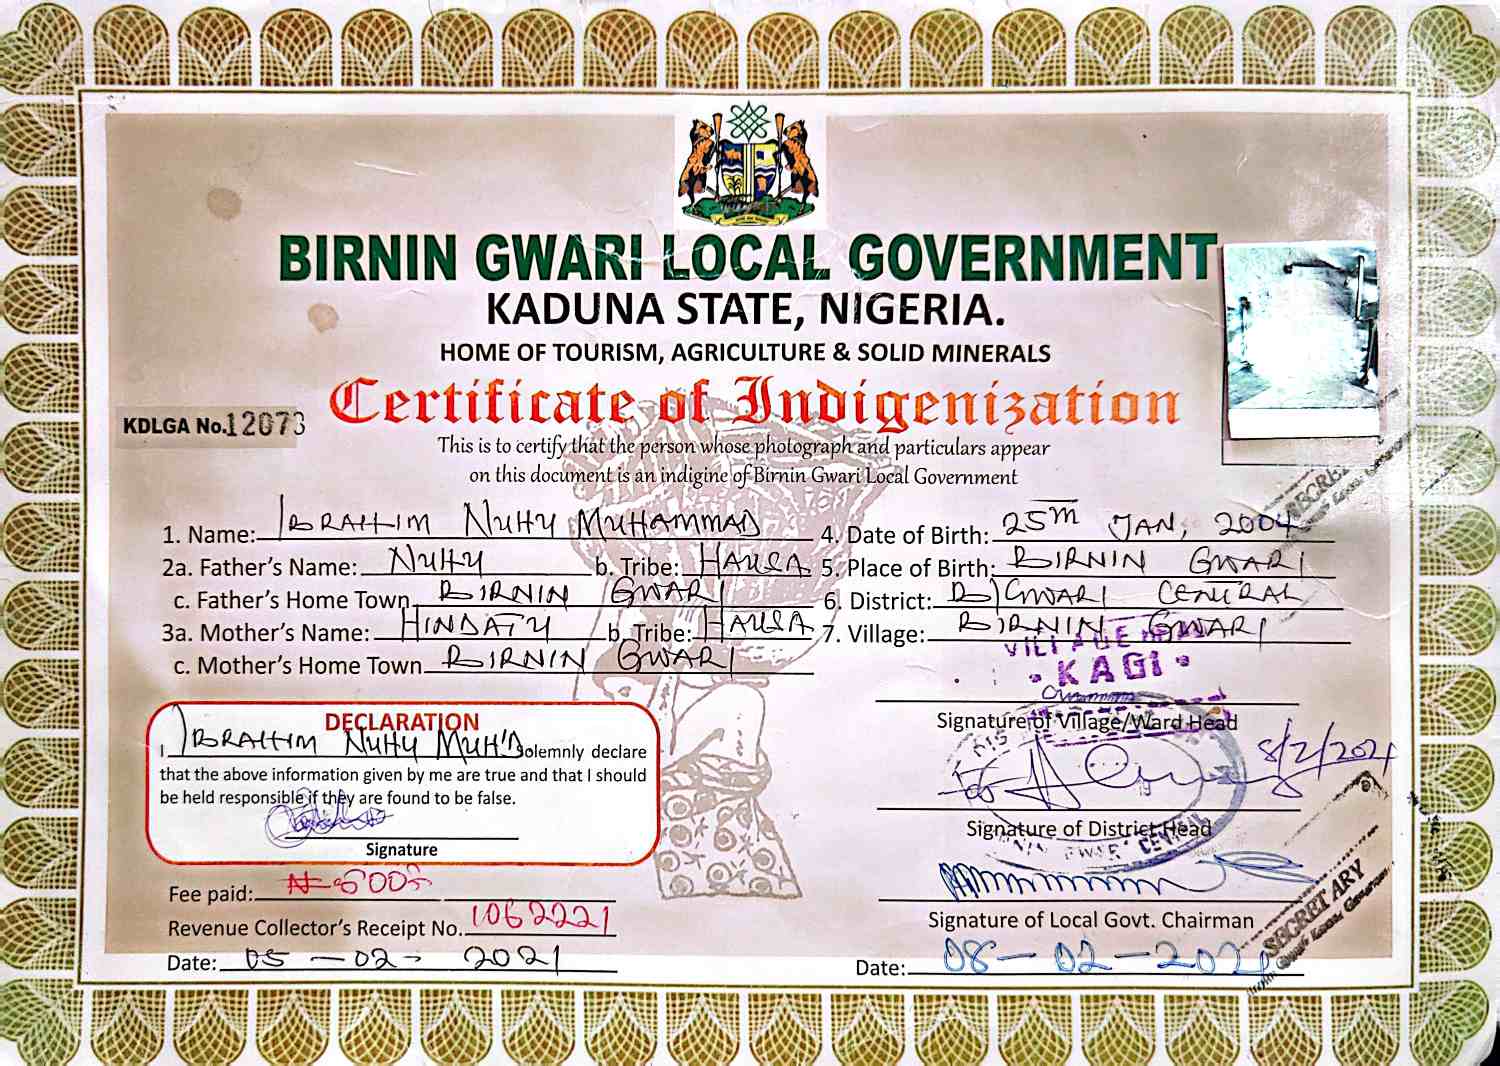 BIRNIN GWARI LOCAL GOVERNMENT
KADUNA STATE, NIGERIA.
HOME OF TOURISM, AGRICULTURE & SOLID MINERALS
Certificate of Indigenization
KDLGA No.12073
This is to certify that the person whose photograph and particulars appear
on this document is an indigine of Birnin Gwari Local Government
1. Name: IBRAHIM NUHU MUHAMMAD
4. Date of Birth: 25TH JAN, 2004
2a. Father's Name: NUHU b. Tribe: HAUSA
5. Place of Birth: BIRNIN GWARI
c. Father's Home Town BIRNIN GWARI
6. District: B/GWARI CENTRAL
3a. Mother's Name: HINDATU b. Tribe: HAUSA
7. Village: BIRNIN GWARI
c. Mother's Home Town BIRNIN GWARI
VILLAGE HEAD
KAGI
Signature of Village/Ward Head
DECLARATION
I IBRAHIM NUHU MUH'D Solemnly declare
that the above information given by me are true and that I should
be held responsible if they are found to be false.
Signature
8/2/2021
Signature of District Head
Fee paid: ₦500
Revenue Collector's Receipt No. 1062221
Date: 05-02-2021
Signature of Local Govt. Chairman
Date: 08-02-2021
SECRETARY